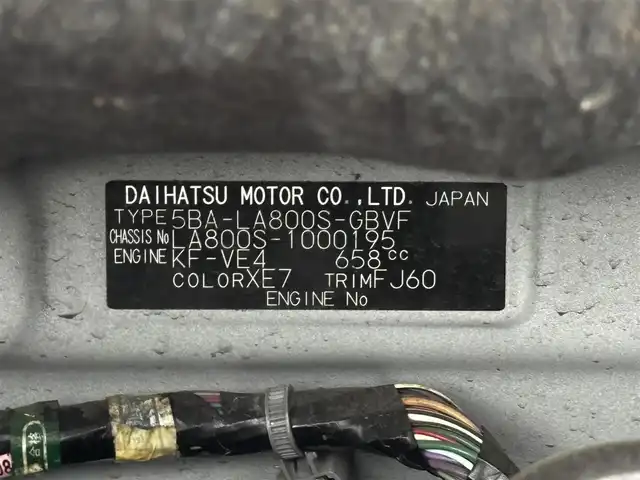 DAIHATSU MOTOR CO.,LTD. JAPAN
TYPE 5BA-LA800S-GBVF
CHASSIS No LA800S-1000195
ENGINE KF-VE4 658cc
COLOR XE7 TRIM FJ60
ENGINE No